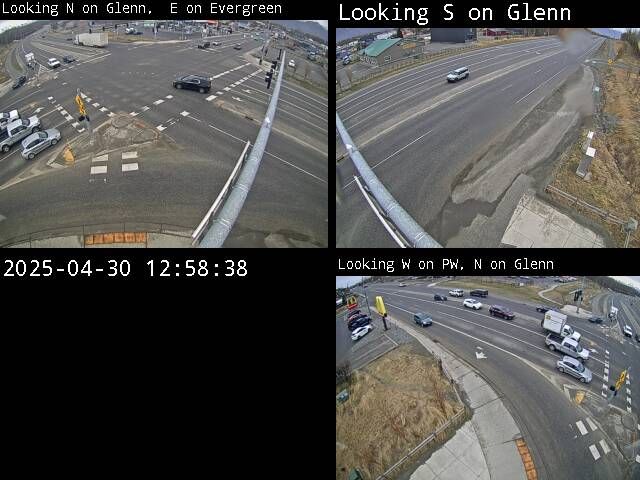 Looking N on Glenn,  E on Evergreen
Looking S on Glenn
2025-04-30 12:58:38
Looking W on PW, N on Glenn